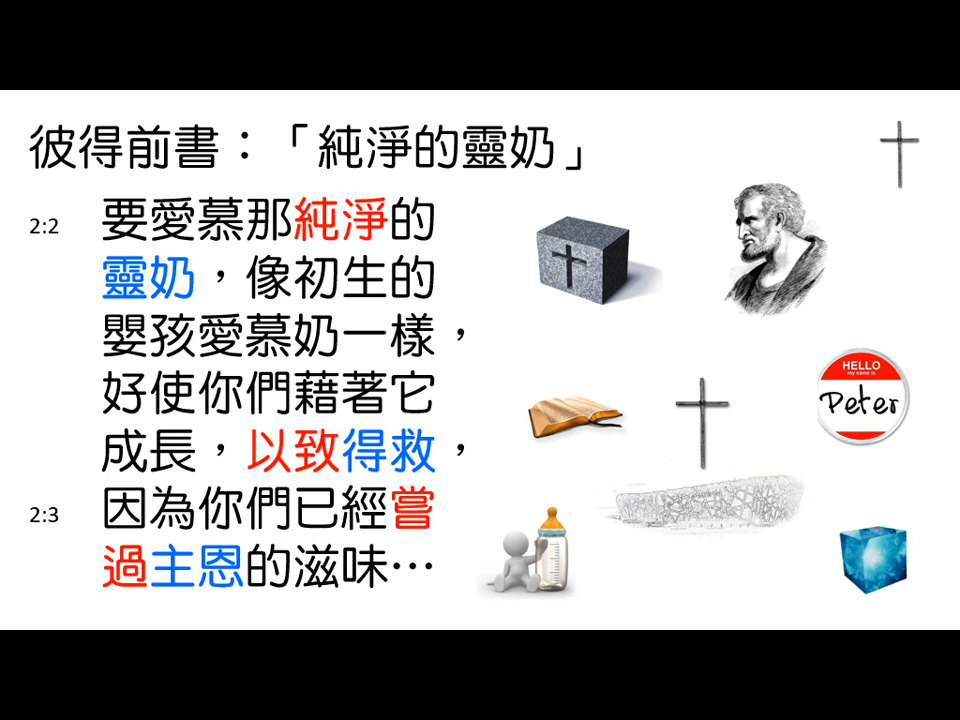 彼得前書：「純淨的靈奶」
2:2 要愛慕那純淨的
靈奶，像初生的
嬰孩愛慕奶一樣，
好使你們藉著它
成長，以致得救，
2:3 因為你們已經嘗
過主恩的滋味…
HELLO
my name is
Peter